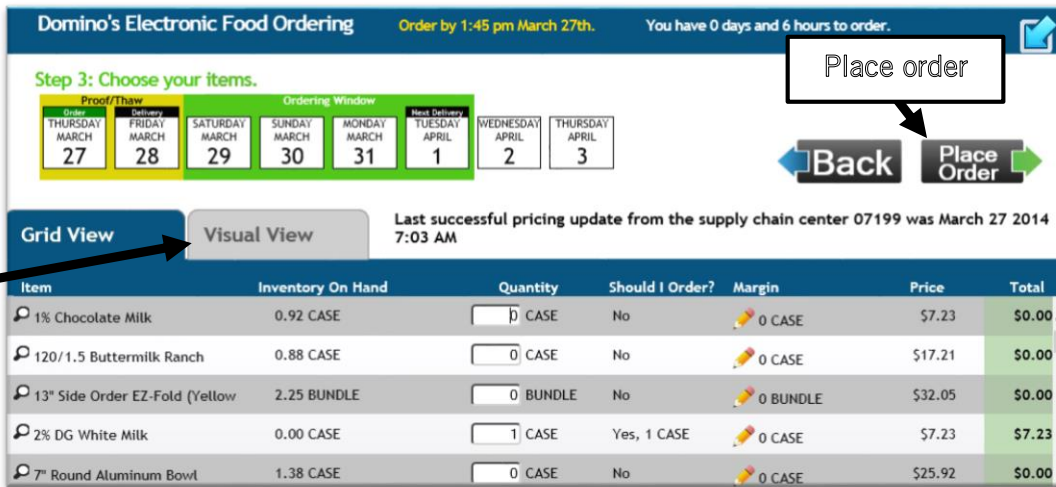 Domino's Electronic Food Ordering Order by 1:45 pm March 27th. You have 0 days and 6 hours to order.
Place order
Step 3: Choose your items.
Proof/Thaw Ordering Window
Order Delivery Next Delivery
THURSDAY FRIDAY SATURDAY SUNDAY MONDAY TUESDAY WEDNESDAY THURSDAY
MARCH MARCH MARCH MARCH MARCH APRIL APRIL APRIL
27 28 29 30 31 1 2 3
Back Place Order
Grid View Visual View Last successful pricing update from the supply chain center 07199 was March 27 2014
7:03 AM
Item Inventory On Hand Quantity Should I Order? Margin Price Total
1% Chocolate Milk 0.92 CASE 0 CASE No 0 CASE $7.23 $0.00
120/1.5 Buttermilk Ranch 0.88 CASE 0 CASE No 0 CASE $17.21 $0.00
13" Side Order EZ-Fold (Yellow 2.25 BUNDLE 0 BUNDLE No 0 BUNDLE $32.05 $0.00
2% DG White Milk 0.00 CASE 1 CASE Yes, 1 CASE 0 CASE $7.23 $7.23
7" Round Aluminum Bowl 1.38 CASE 0 CASE No 0 CASE $25.92 $0.00